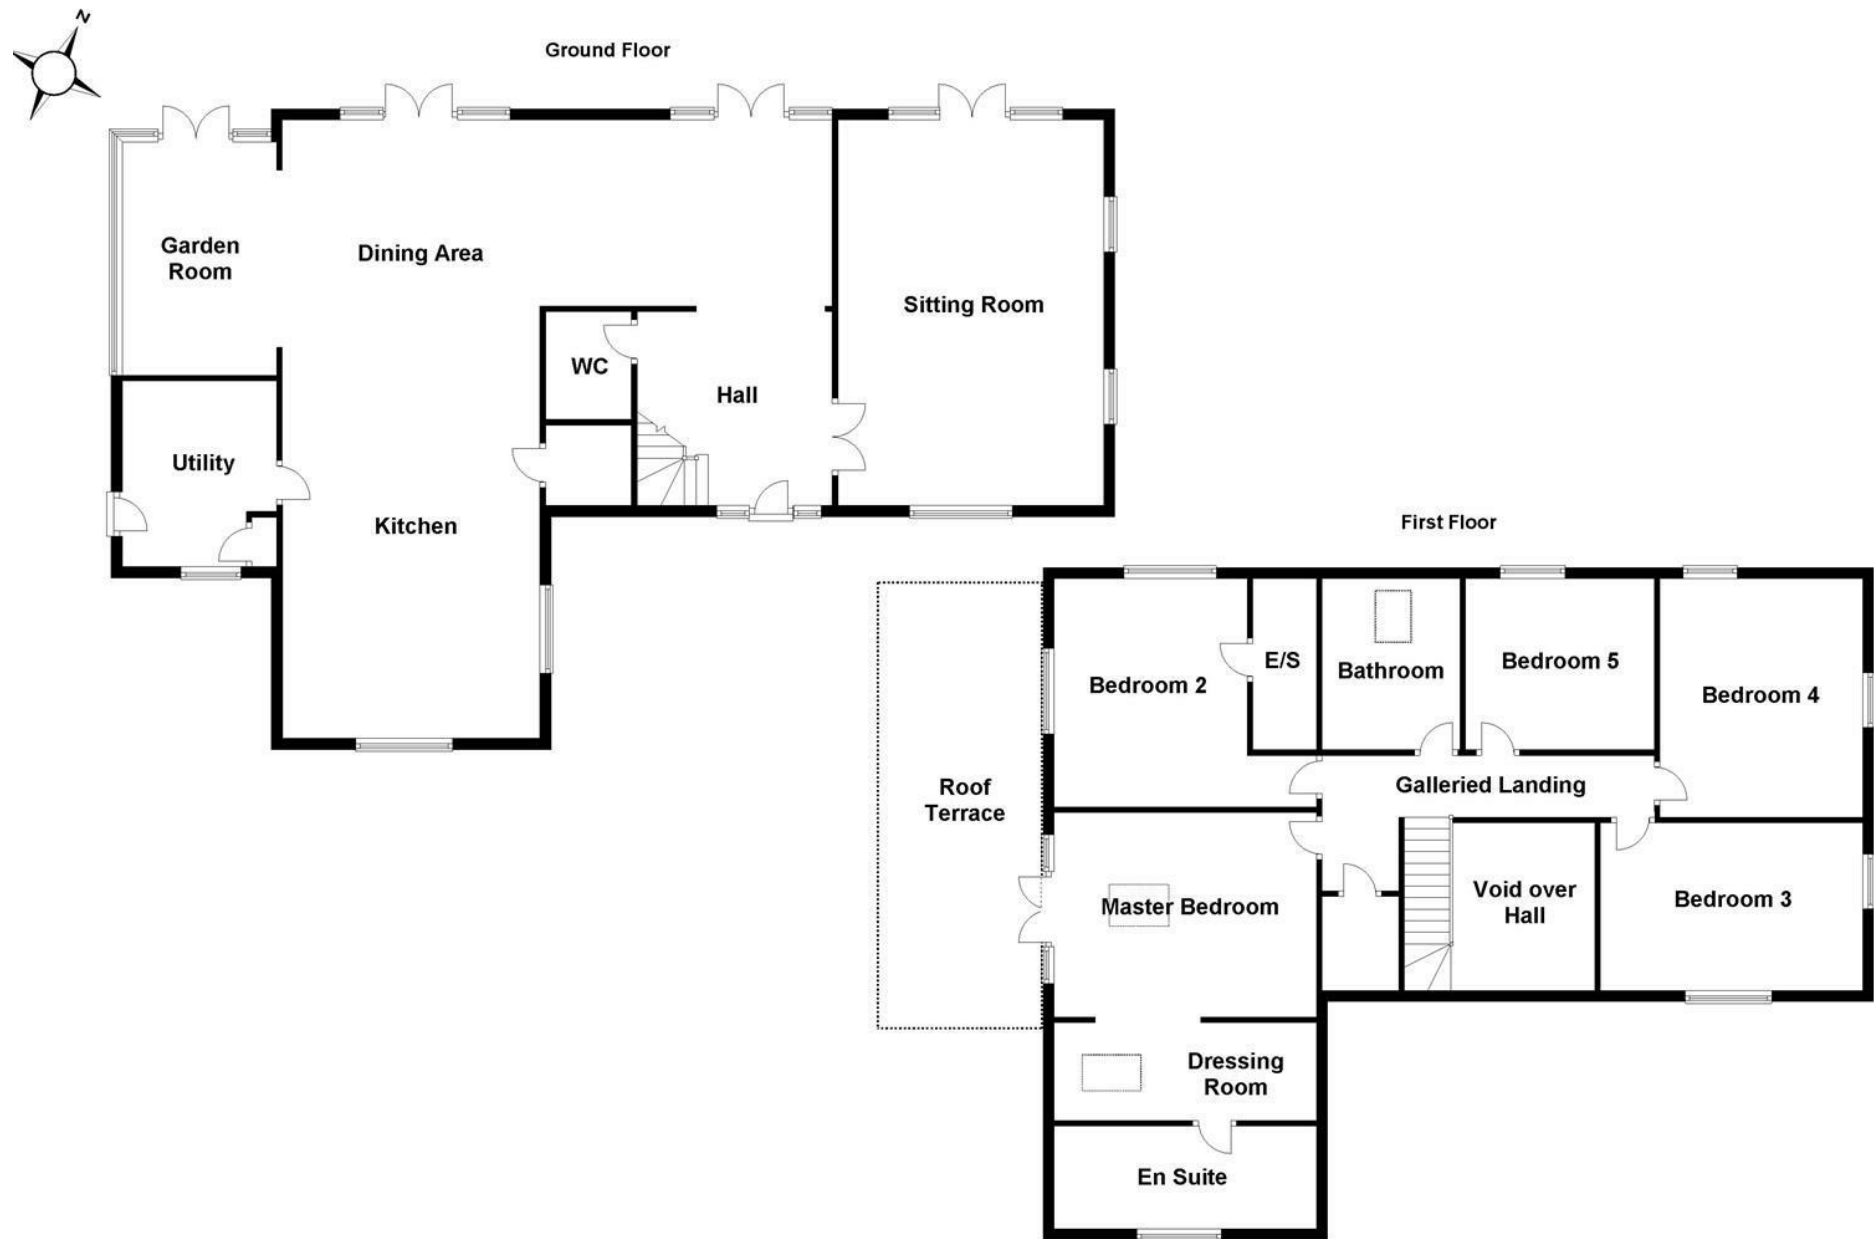 N
Ground Floor
Garden
Room
Dining Area
Sitting Room
WC
Hall
Utility
Kitchen
First Floor
Bedroom 2
E/S
Bathroom
Bedroom 5
Bedroom 4
Roof
Terrace
Galleried Landing
Master Bedroom
Void over
Hall
Bedroom 3
Dressing
Room
En Suite